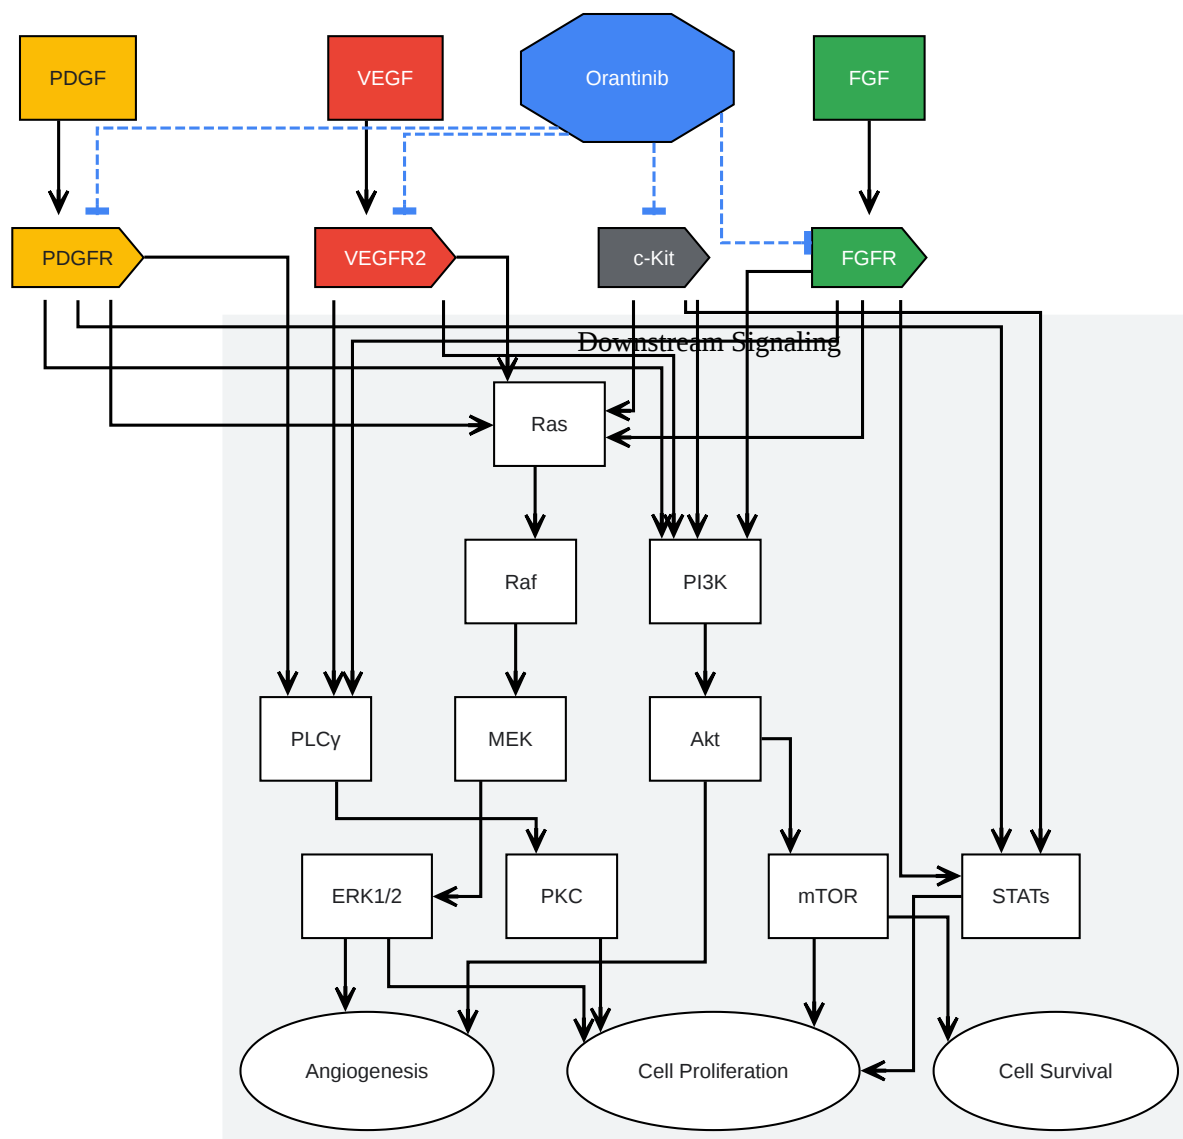 PDGF
VEGF
Orantinib
FGF
PDGFR
VEGFR2
c-Kit
FGFR
Downstream Signaling
Ras
Raf
PI3K
PLCγ
MEK
Akt
ERK1/2
PKC
mTOR
STATs
Angiogenesis
Cell Proliferation
Cell Survival